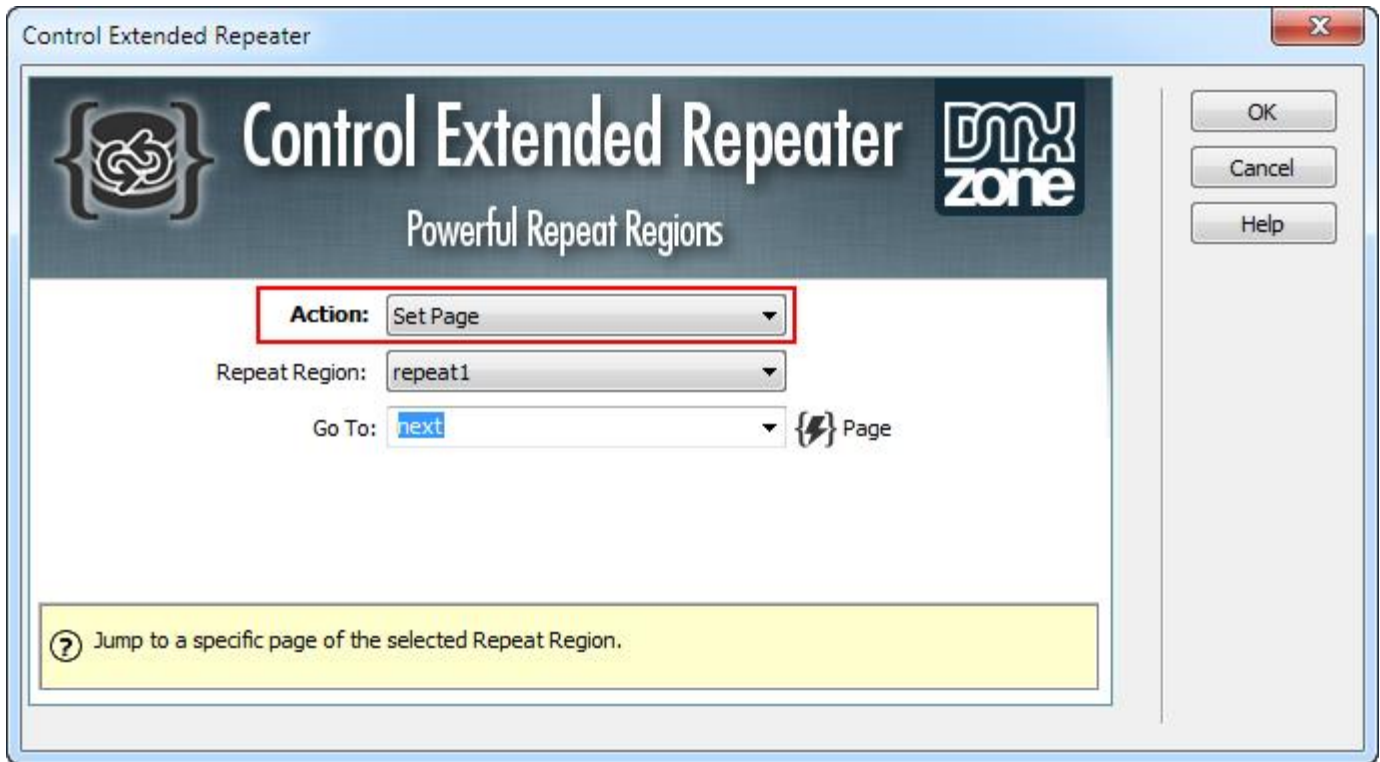 Control Extended Repeater
X
Control Extended Repeater
DMX
zone
Powerful Repeat Regions
OK
Cancel
Help
Action: Set Page
Repeat Region: repeat1
Go To: next Page
? Jump to a specific page of the selected Repeat Region.